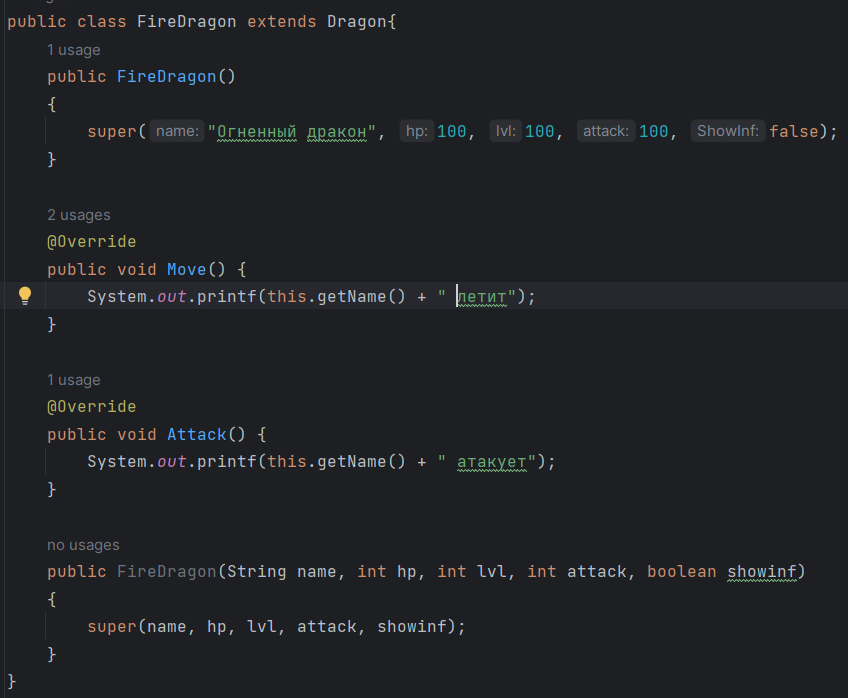 public class FireDragon extends Dragon{
1 usage
public FireDragon()
{
super( name: "Огненный дракон", hp: 100, lvl: 100, attack: 100, ShowInf: false);
}
2 usages
@Override
public void Move() {
System.out.printf(this.getName() + " летит");
}
1 usage
@Override
public void Attack() {
System.out.printf(this.getName() + " атакует");
}
no usages
public FireDragon(String name, int hp, int lvl, int attack, boolean showinf)
{
super(name, hp, lvl, attack, showinf);
}
}